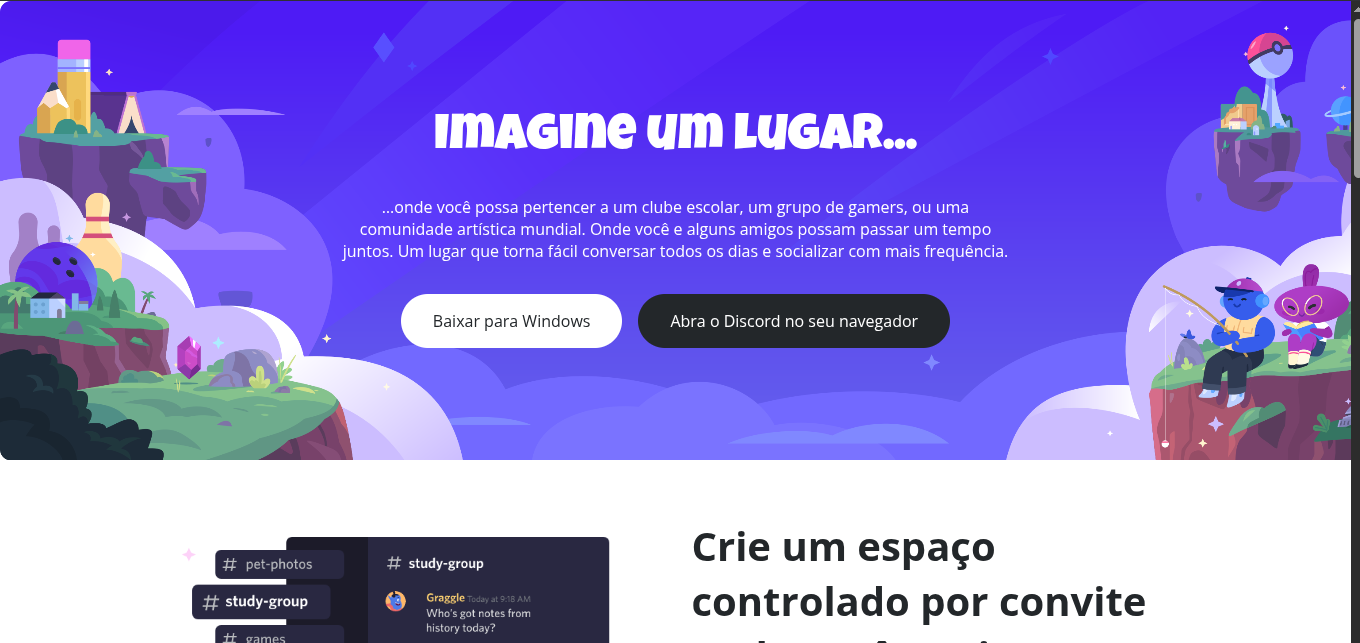 Imagine um lugar...
...onde você possa pertencer a um clube escolar, um grupo de gamers, ou uma
comunidade artística mundial. Onde você e alguns amigos possam passar um tempo
juntos. Um lugar que torna fácil conversar todos os dias e socializar com mais frequência.
Baixar para Windows
Abra o Discord no seu navegador
# pet-photos
# study-group
# games
# study-group
Graggle Today at 9:18 AM
Who's got notes from
history today?
Crie um espaço
controlado por convite